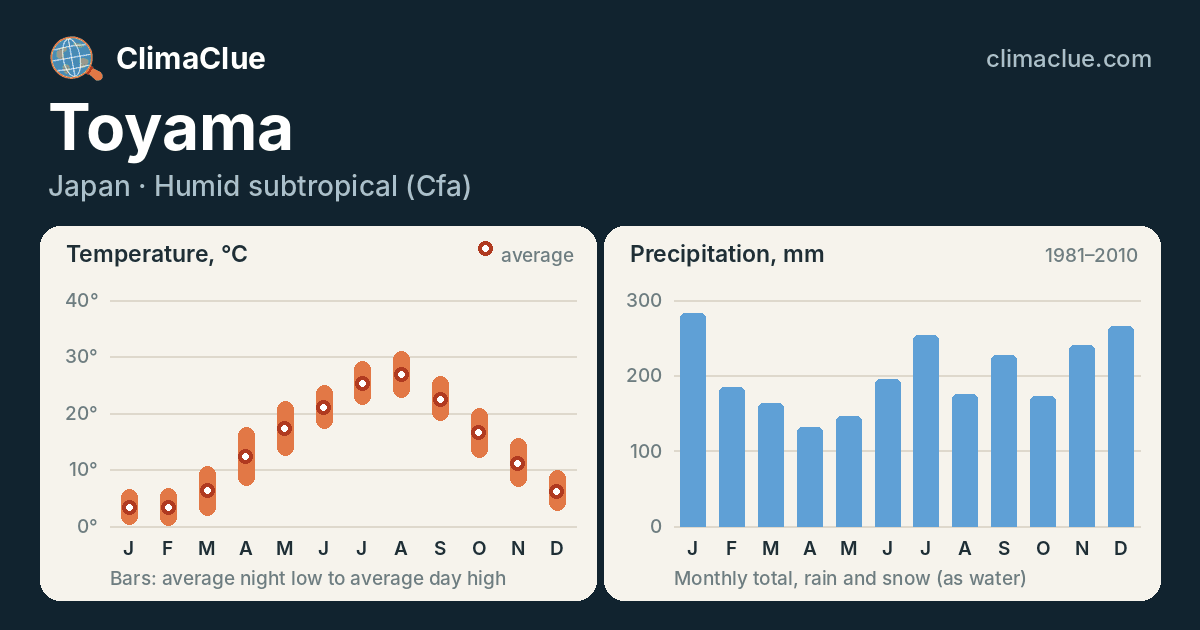 ClimaClue
climaclue.com
Toyama
Japan · Humid subtropical (Cfa)
Temperature, °C
average
40°
30°
20°
10°
0°
J F M A M J J A S O N D
Bars: average night low to average day high
Precipitation, mm
1981–2010
300
200
100
0
J F M A M J J A S O N D
Monthly total, rain and snow (as water)